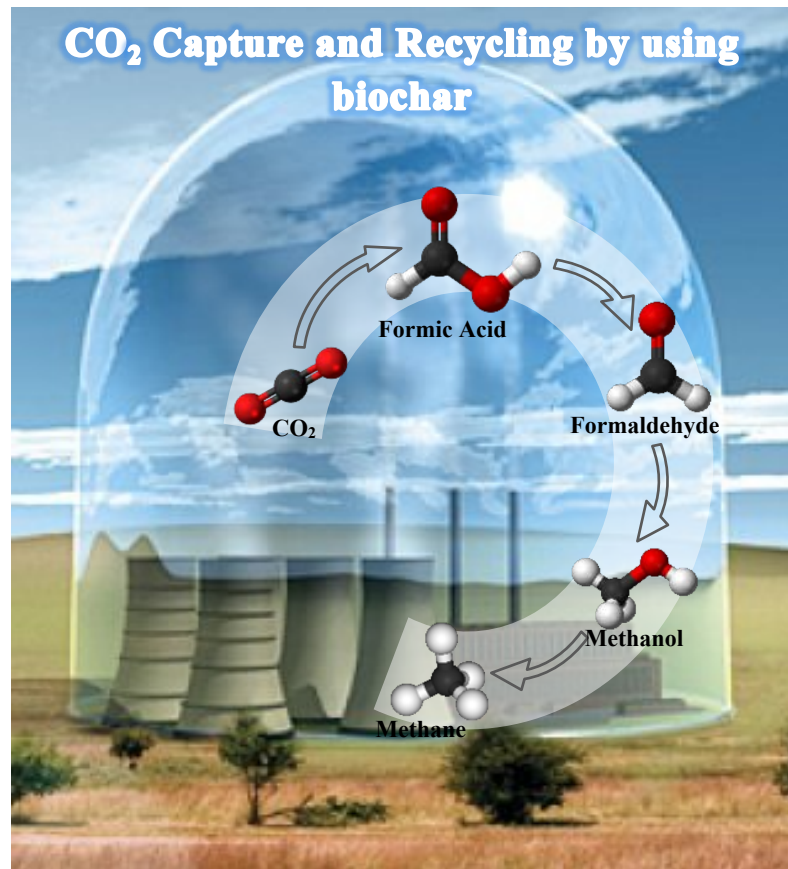 CO₂ Capture and Recycling by using
biochar
Formic Acid
CO₂
Formaldehyde
Methanol
Methane